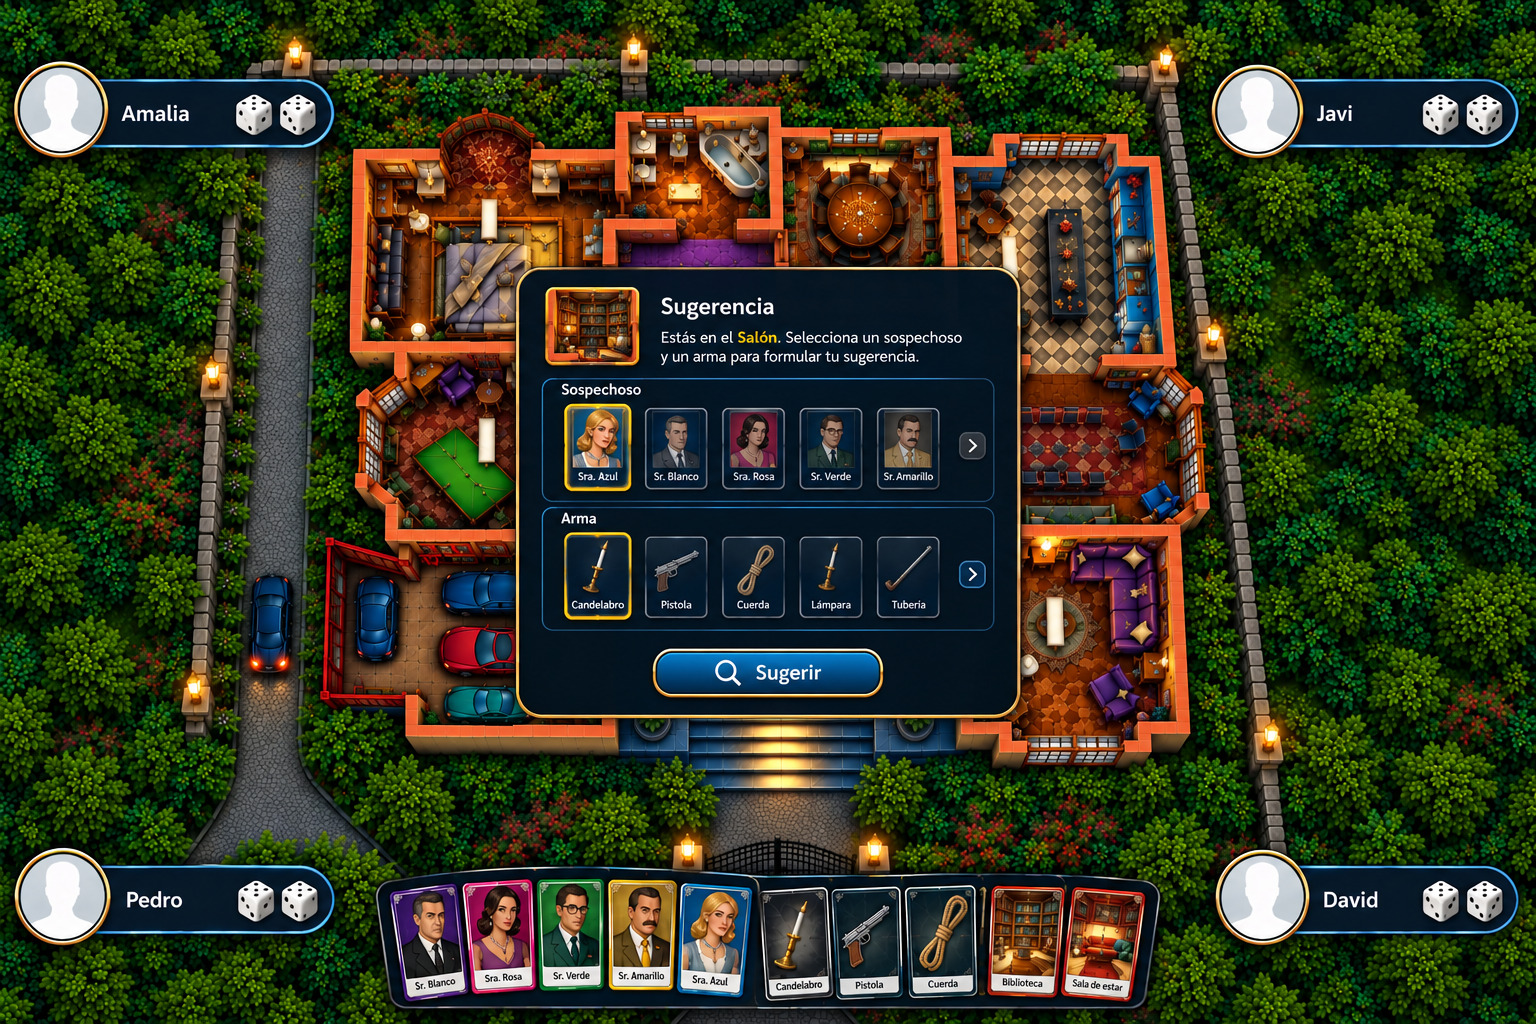 Amalia
Javi
Sugerencia
Estás en el Salón. Selecciona un sospechoso
y un arma para formular tu sugerencia.
Sospechoso
Sra. Azul
Sr. Blanco
Sra. Rosa
Sr. Verde
Sr. Amarillo
Arma
Candelabro
Pistola
Cuerda
Lámpara
Tubería
Sugerir
Pedro
David
Sr. Blanco
Sra. Rosa
Sr. Verde
Sr. Amarillo
Sra. Azul
Candelabro
Pistola
Cuerda
Biblioteca
Sala de estar